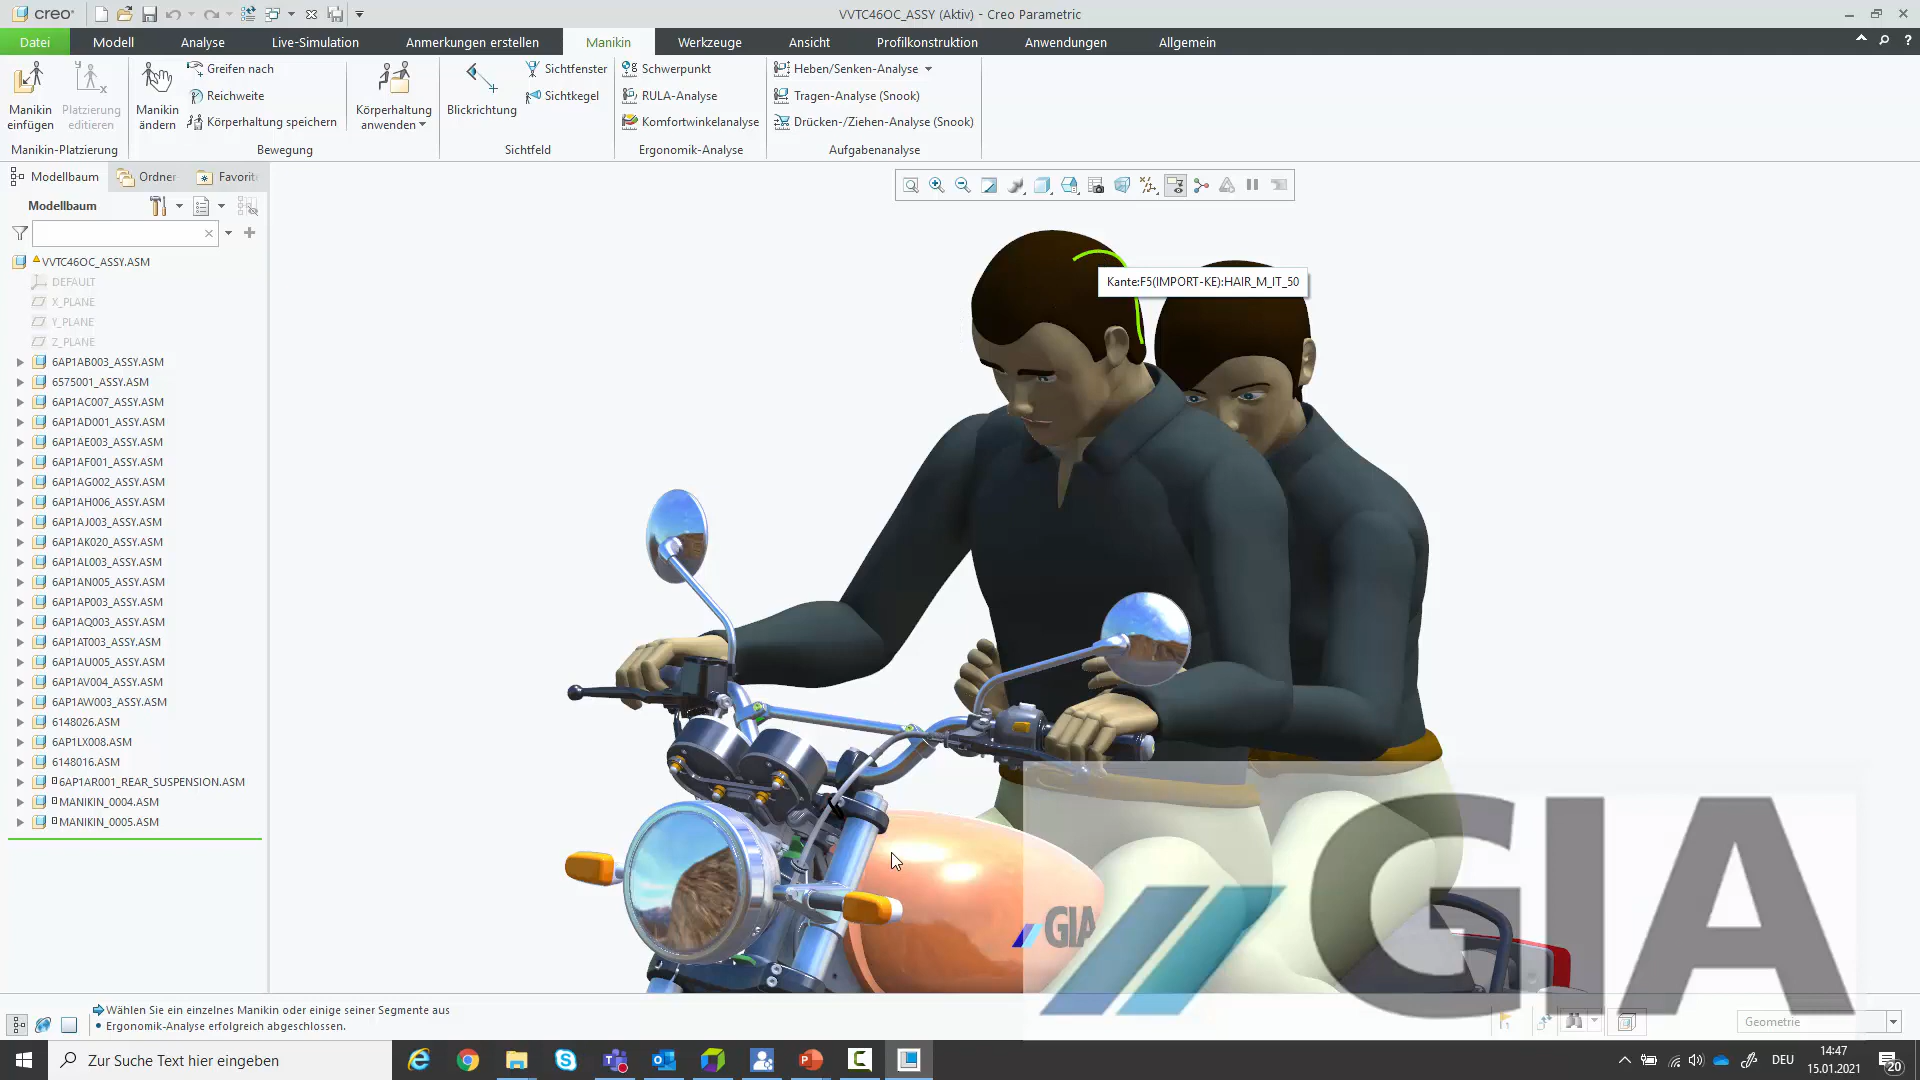 creo
VVTC46OC_ASSY (Aktiv) - Creo Parametric
Datei
Modell
Analyse
Live-Simulation
Anmerkungen erstellen
Manikin
Werkzeuge
Ansicht
Profilkonstruktion
Anwendungen
Allgemein
Manikin einfügen
Platzierung editieren
Manikin-Platzierung
Manikin ändern
Greifen nach
Reichweite
Körperhaltung speichern
Körperhaltung anwenden
Bewegung
Blickrichtung
Sichtfenster
Sichtkegel
Sichtfeld
Schwerpunkt
RULA-Analyse
Komfortwinkelanalyse
Ergonomik-Analyse
Heben/Senken-Analyse
Tragen-Analyse (Snook)
Drücken-/Ziehen-Analyse (Snook)
Aufgabenanalyse
Modellbaum
Ordner
Favorit
Modellbaum
VVTC46OC_ASSY.ASM
DEFAULT
X_PLANE
Y_PLANE
Z_PLANE
6AP1AB003_ASSY.ASM
6575001_ASSY.ASM
6AP1AC007_ASSY.ASM
6AP1AD001_ASSY.ASM
6AP1AE003_ASSY.ASM
6AP1AF001_ASSY.ASM
6AP1AG002_ASSY.ASM
6AP1AH006_ASSY.ASM
6AP1AJ003_ASSY.ASM
6AP1AK020_ASSY.ASM
6AP1AL003_ASSY.ASM
6AP1AN005_ASSY.ASM
6AP1AP003_ASSY.ASM
6AP1AQ003_ASSY.ASM
6AP1AT003_ASSY.ASM
6AP1AU005_ASSY.ASM
6AP1AV004_ASSY.ASM
6AP1AW003_ASSY.ASM
6148026.ASM
6AP1LX008.ASM
6148016.ASM
6AP1AR001_REAR_SUSPENSION.ASM
MANIKIN_0004.ASM
MANIKIN_0005.ASM
Kante:F5(IMPORT-KE):HAIR_M_IT_50
GIA
GIA
Wählen Sie ein einzelnes Manikin oder einige seiner Segmente aus
Ergonomik-Analyse erfolgreich abgeschlossen.
Geometrie
Zur Suche Text hier eingeben
DEU
14:47
15.01.2021
20